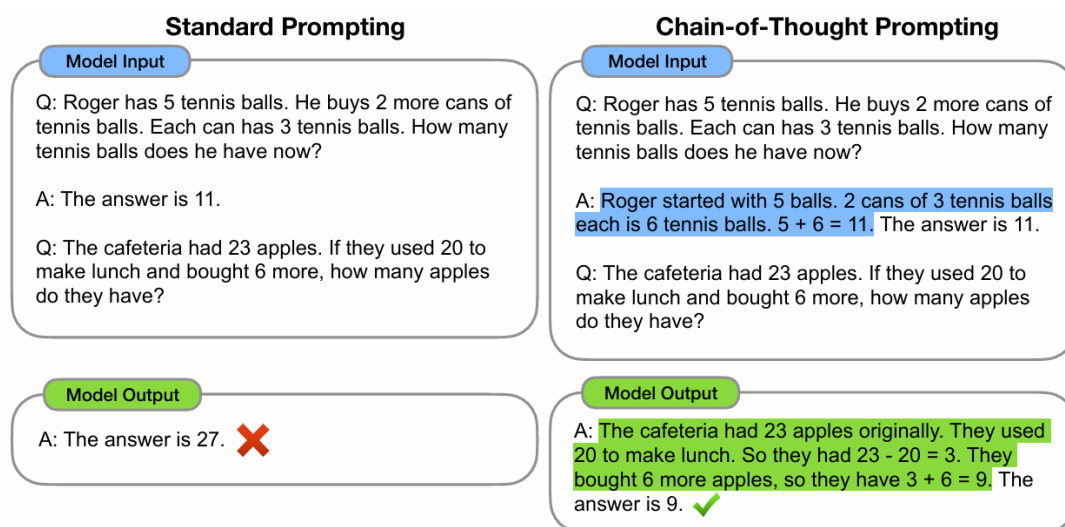 Standard Prompting
Model Input
Q: Roger has 5 tennis balls. He buys 2 more cans of
tennis balls. Each can has 3 tennis balls. How many
tennis balls does he have now?
A: The answer is 11.
Q: The cafeteria had 23 apples. If they used 20 to
make lunch and bought 6 more, how many apples
do they have?
Model Output
A: The answer is 27.
Chain-of-Thought Prompting
Model Input
Q: Roger has 5 tennis balls. He buys 2 more cans of
tennis balls. Each can has 3 tennis balls. How many
tennis balls does he have now?
A: Roger started with 5 balls. 2 cans of 3 tennis balls
each is 6 tennis balls. 5 + 6 = 11. The answer is 11.
Q: The cafeteria had 23 apples. If they used 20 to
make lunch and bought 6 more, how many apples
do they have?
Model Output
A: The cafeteria had 23 apples originally. They used
20 to make lunch. So they had 23 - 20 = 3. They
bought 6 more apples, so they have 3 + 6 = 9. The
answer is 9.